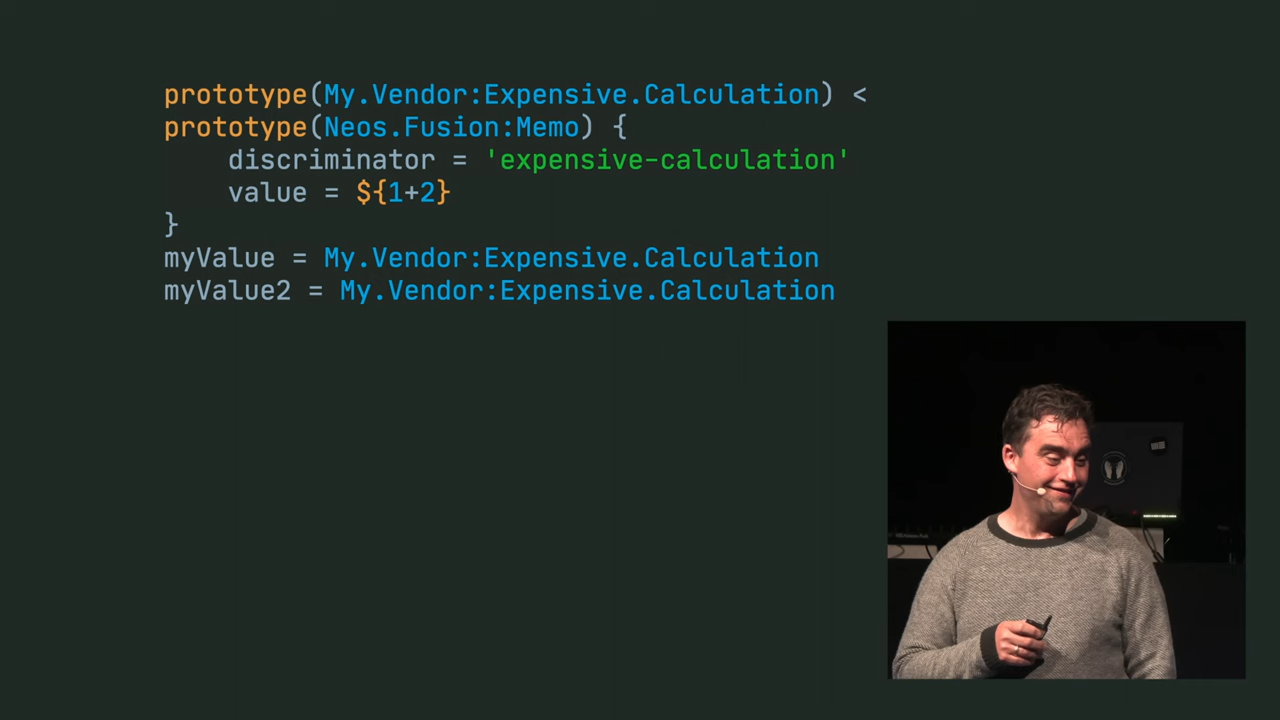 prototype(My.Vendor:Expensive.Calculation) <
prototype(Neos.Fusion:Memo) {
    discriminator = 'expensive-calculation'
    value = ${1+2}
}
myValue = My.Vendor:Expensive.Calculation
myValue2 = My.Vendor:Expensive.Calculation